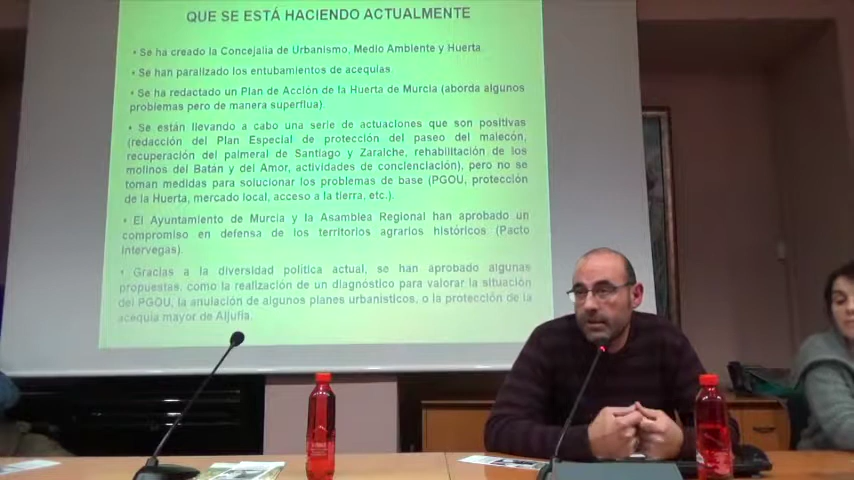 QUE SE ESTÁ HACIENDO ACTUALMENTE
• Se ha creado la Concejalía de Urbanismo, Medio Ambiente y Huerta.
• Se han paralizado los entubamientos de acequias.
• Se ha redactado un Plan de Acción de la Huerta de Murcia (aborda algunos
problemas pero de manera superflua).
• Se están llevando a cabo una serie de actuaciones que son positivas
(redacción del Plan Especial de protección del paseo del malecón,
recuperación del palmeral de Santiago y Zaraíche, rehabilitación de los
molinos del Batán y del Amor, actividades de concienciación), pero no se
toman medidas para solucionar los problemas de base (PGOU, protección
de la Huerta, mercado local, acceso a la tierra, etc.).
• El Ayuntamiento de Murcia y la Asamblea Regional han aprobado un
compromiso en defensa de los territorios agrarios históricos (Pacto
Intervegas).
• Gracias a la diversidad política actual, se han aprobado algunas
propuestas, como la realización de un diagnóstico para valorar la situación
del PGOU, la anulación de algunos planes urbanísticos, o la protección de la
acequia mayor de Aljufía.